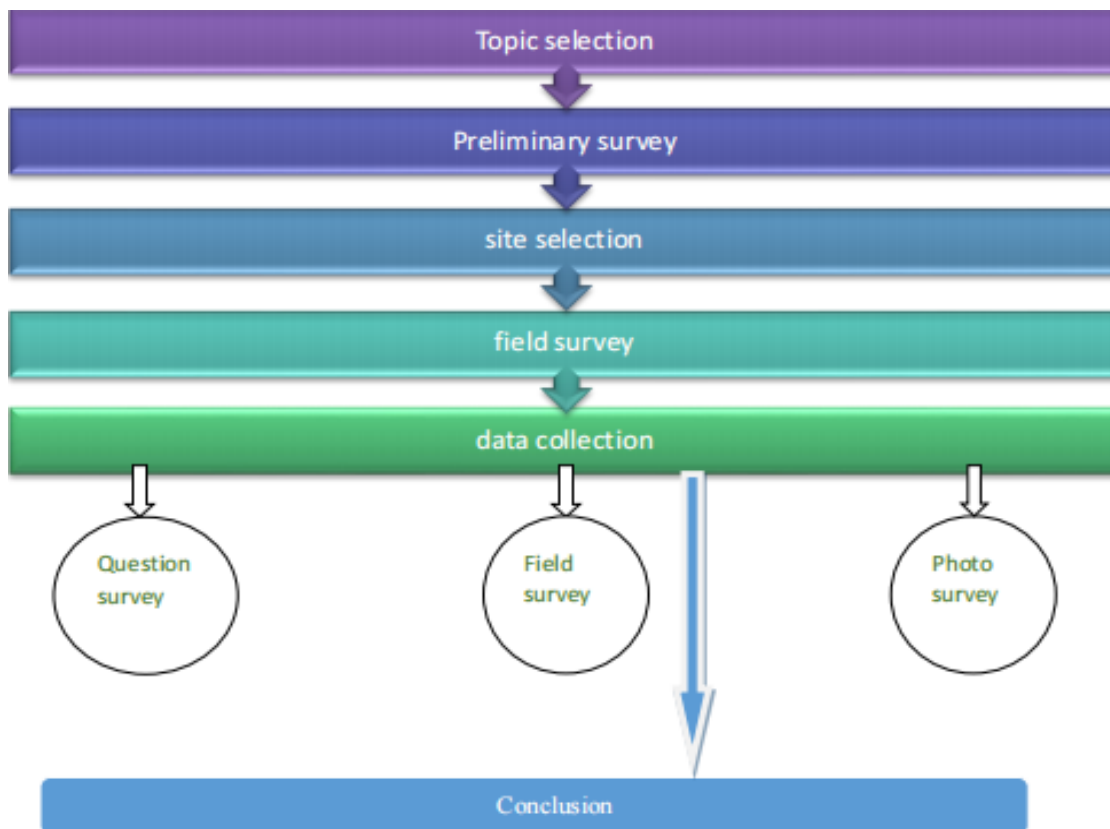 Topic selection
Preliminary survey
site selection
field survey
data collection
Question
survey
Field
survey
Photo
survey
Conclusion